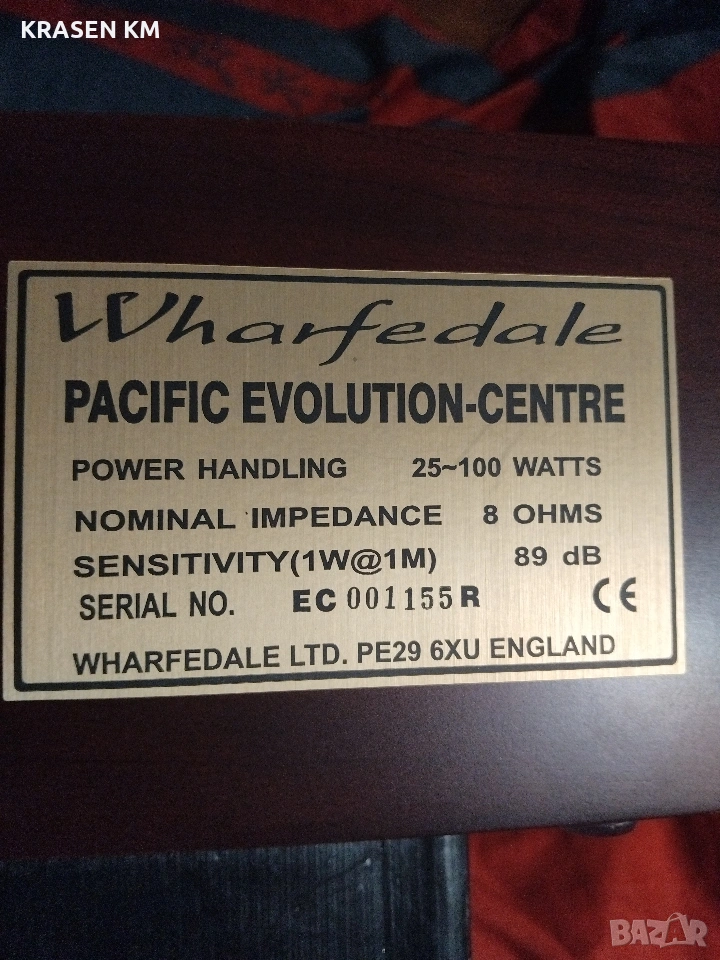 KRASEN KM
Wharfedale
PACIFIC EVOLUTION-CENTRE
POWER HANDLING 25~100 WATTS
NOMINAL IMPEDANCE 8 OHMS
SENSITIVITY(1W@1M) 89 dB
SERIAL NO. EC 001155 R CE
WHARFEDALE LTD. PE29 6XU ENGLAND
BAZAR